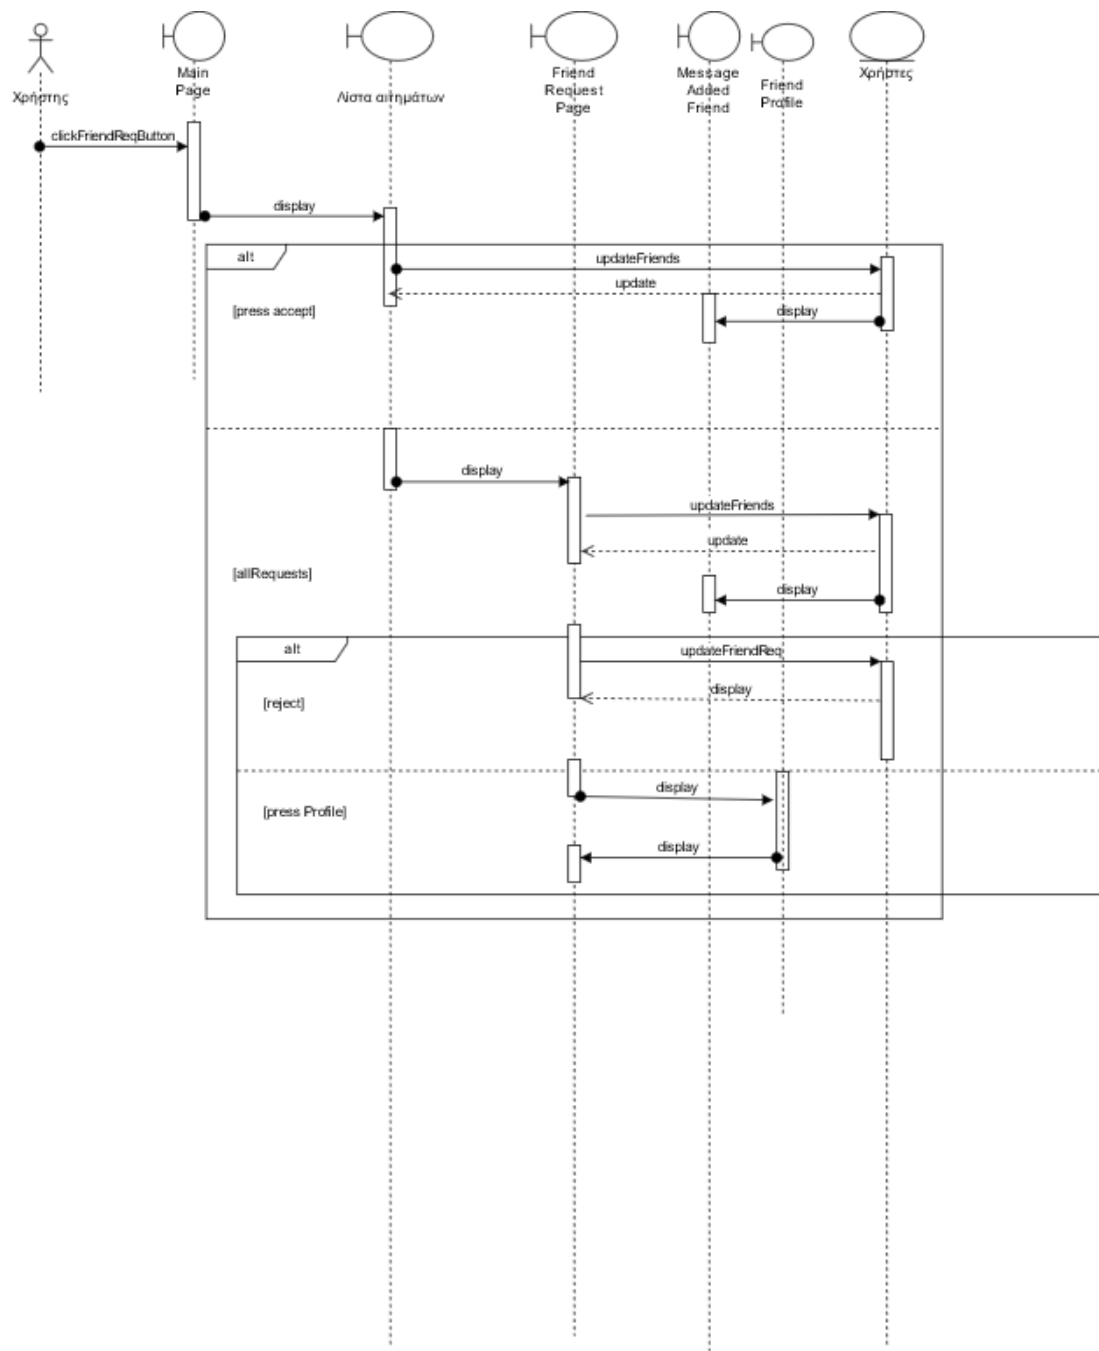 Χρήστης
Main
Page
Λίστα αιτημάτων
Friend
Request
Page
Message
Added
Friend
Friend
Profile
Χρήστες
clickFriendReqButton
display
alt
updateFriends
update
[press accept]
display
display
updateFriends
update
[allRequests]
display
alt
updateFriendReq
display
[reject]
display
[press Profile]
display